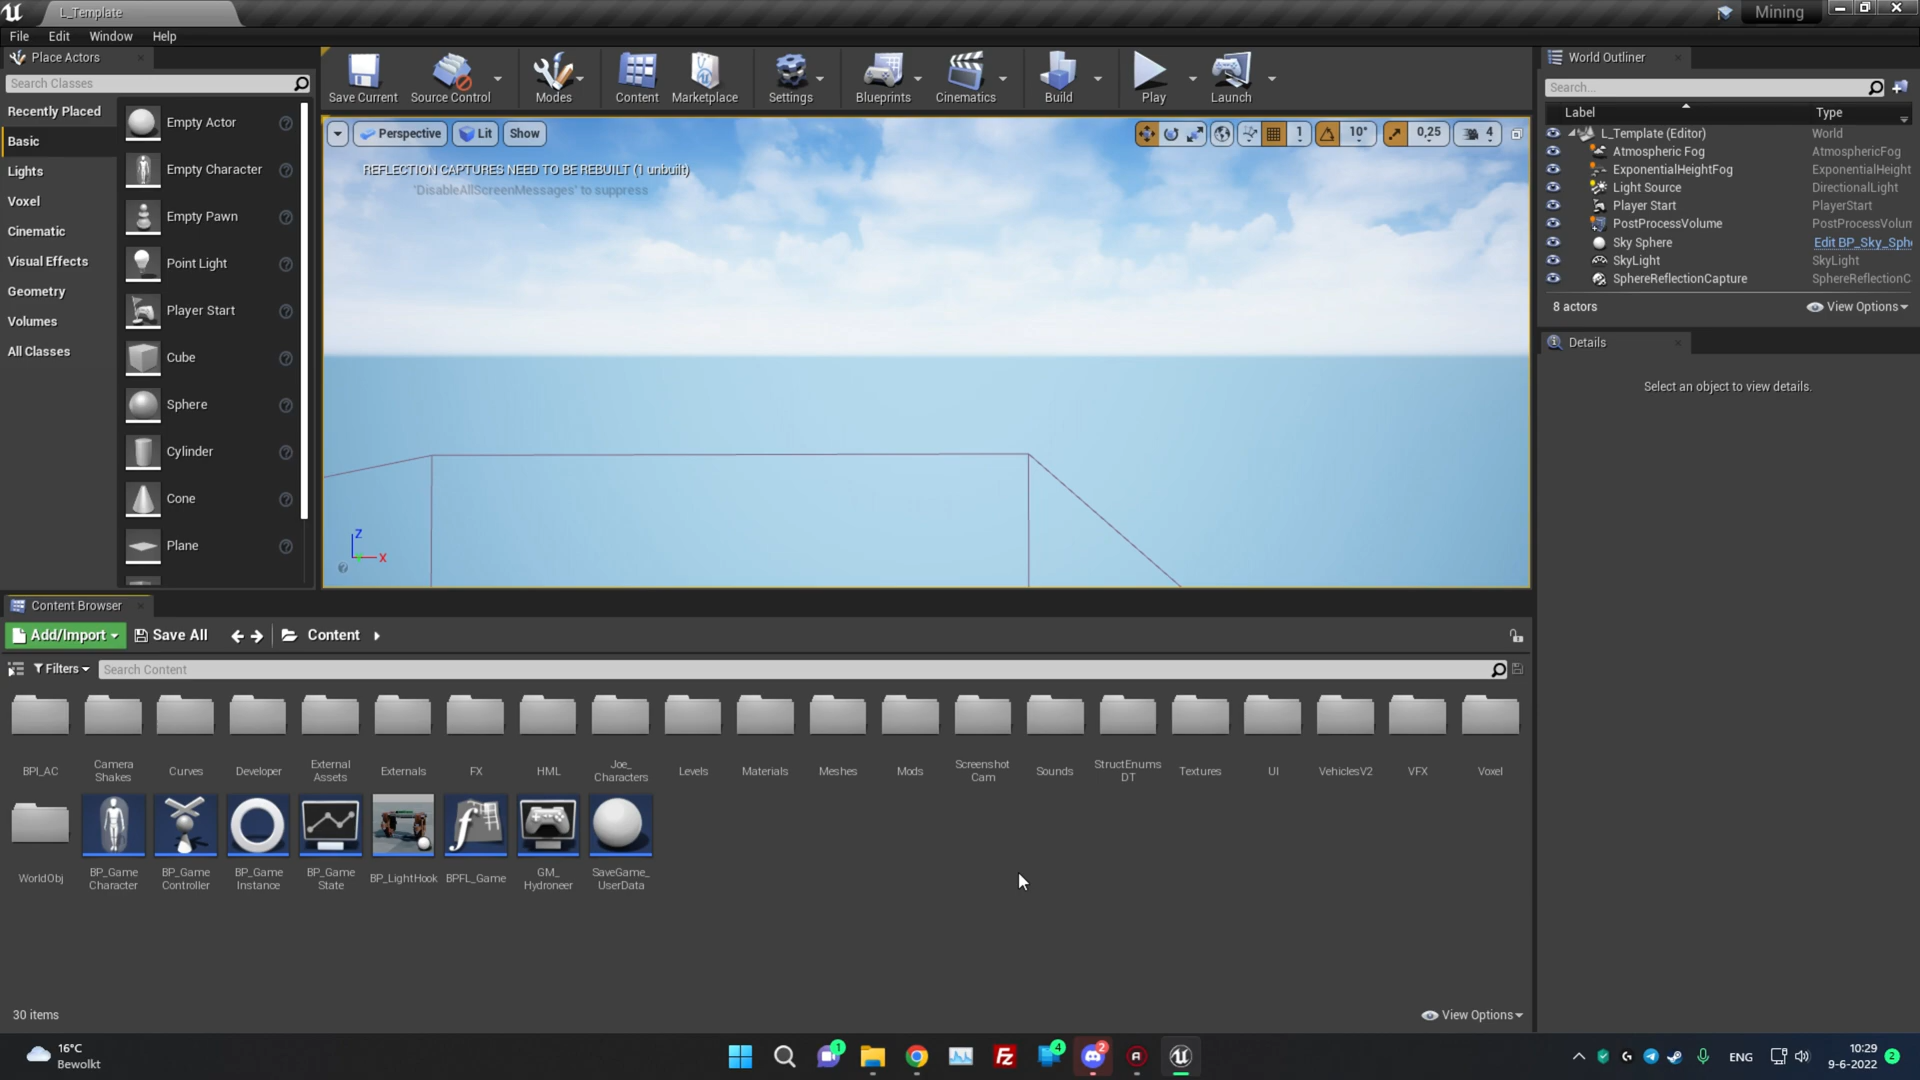 L_Template
Mining
File Edit Window Help
Place Actors
Search Classes
Recently Placed
Basic
Lights
Voxel
Cinematic
Visual Effects
Geometry
Volumes
All Classes
Empty Actor
Empty Character
Empty Pawn
Point Light
Player Start
Cube
Sphere
Cylinder
Cone
Plane
Save Current Source Control Modes Content Marketplace Settings Blueprints Cinematics Build Play Launch
Perspective Lit Show
1 10° 0,25 4
REFLECTION CAPTURES NEED TO BE REBUILT (1 unbuilt)
'DisableAllScreenMessages' to suppress
Z
X
World Outliner
Search...
Label Type
L_Template (Editor) World
Atmospheric Fog AtmosphericFog
ExponentialHeightFog ExponentialHeight
Light Source DirectionalLight
Player Start PlayerStart
PostProcessVolume PostProcessVolum
Sky Sphere Edit BP_Sky_Sph
SkyLight SkyLight
SphereReflectionCapture SphereReflectionC
8 actors View Options
Details
Select an object to view details.
Content Browser
Add/Import Save All Content
Filters Search Content
BPI_AC
Camera
Shakes
Curves
Developer
External
Assets
Externals
FX
HML
Joe_
Characters
Levels
Materials
Meshes
Mods
Screenshot
Cam
Sounds
StructEnums
DT
Textures
UI
VehiclesV2
VFX
Voxel
WorldObj
BP_Game
Character
BP_Game
Controller
BP_Game
Instance
BP_Game
State
BP_LightHook
BPFL_Game
GM_
Hydroneer
SaveGame_
UserData
30 items View Options
16°C
Bewolkt
1
Fz
4
2
ENG
10:29
9-6-2022
2